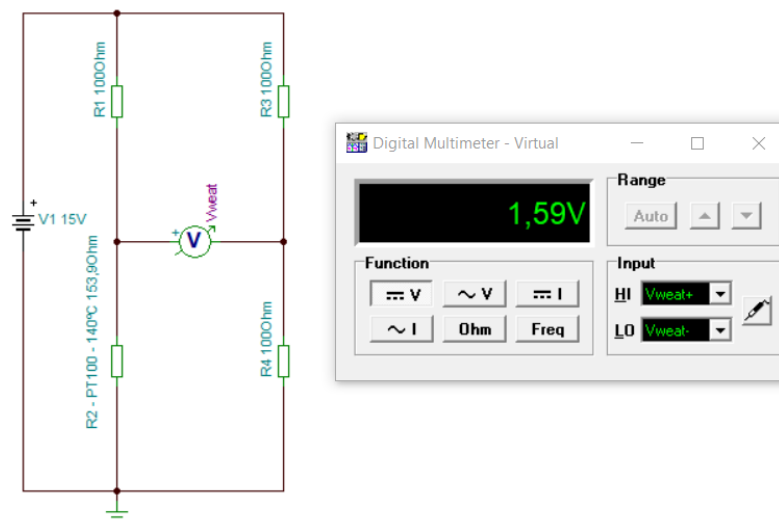 R1 100Ohm
R3 100Ohm
+
V1 15V
Vweat
+
V
R2 - PT100 - 140ºC 153,9Ohm
R4 100Ohm
Digital Multimeter - Virtual
1,59V
Range
Auto
Function
V
V
I
I
Ohm
Freq
Input
HI
Vweat+
LO
Vweat-